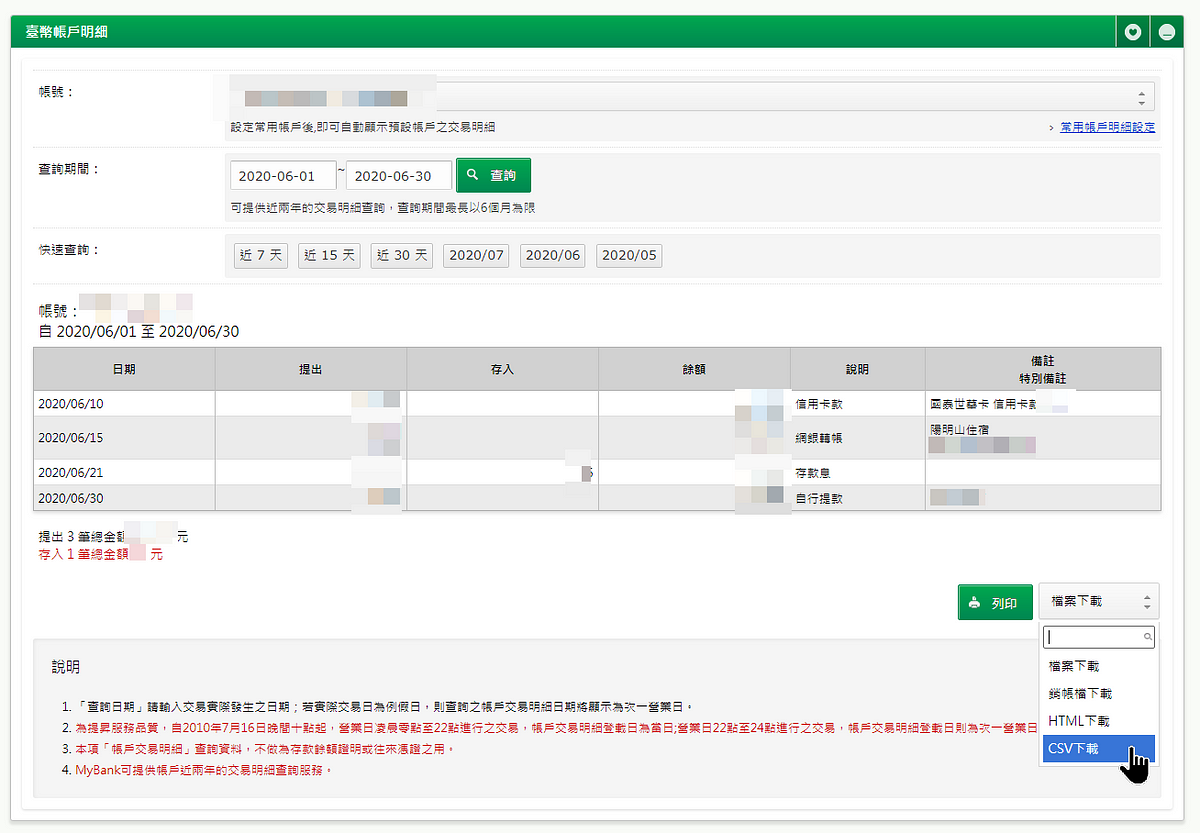 臺幣帳戶明細
帳號：
設定常用帳戶後,即可自動顯示預設帳戶之交易明細
› 常用帳戶明細設定
查詢期間：
2020-06-01 ~ 2020-06-30 查詢
可提供近兩年的交易明細查詢，查詢期間最長以6個月為限
快速查詢：
近 7 天 近 15 天 近 30 天 2020/07 2020/06 2020/05
帳號：
自 2020/06/01 至 2020/06/30
日期 提出 存入 餘額 說明 備註
特別備註
2020/06/10 信用卡款 國泰世華卡 信用卡款
2020/06/15 網銀轉帳 陽明山住宿
2020/06/21 存款息
2020/06/30 自行提款
提出 3 筆總金額 元
存入 1 筆總金額 元
列印 檔案下載
檔案下載
銷帳檔下載
HTML下載
CSV下載
說明
1. 「查詢日期」請輸入交易實際發生之日期；若實際交易日為例假日，則查詢之帳戶交易明細日期將顯示為次一營業日。
2. 為提昇服務品質，自2010年7月16日晚間十點起，營業日凌晨零點至22點進行之交易，帳戶交易明細登載日為當日;營業日22點至24點進行之交易，帳戶交易明細登載日則為次一營業日
3. 本項「帳戶交易明細」查詢資料，不做為存款餘額證明或往來憑證之用。
4. MyBank可提供帳戶近兩年的交易明細查詢服務。